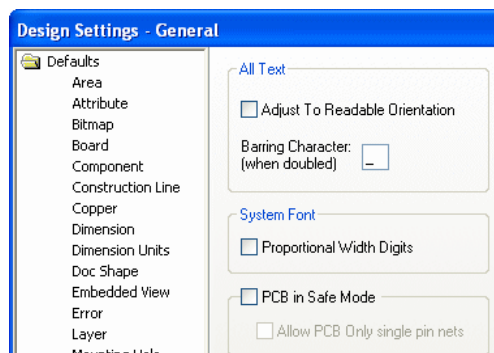 Design Settings - General
Defaults
Area
Attribute
Bitmap
Board
Component
Construction Line
Copper
Dimension
Dimension Units
Doc Shape
Embedded View
Error
Layer
Mounting Hole
All Text
Adjust To Readable Orientation
Barring Character:
(when doubled)
_
System Font
Proportional Width Digits
PCB in Safe Mode
Allow PCB Only single pin nets